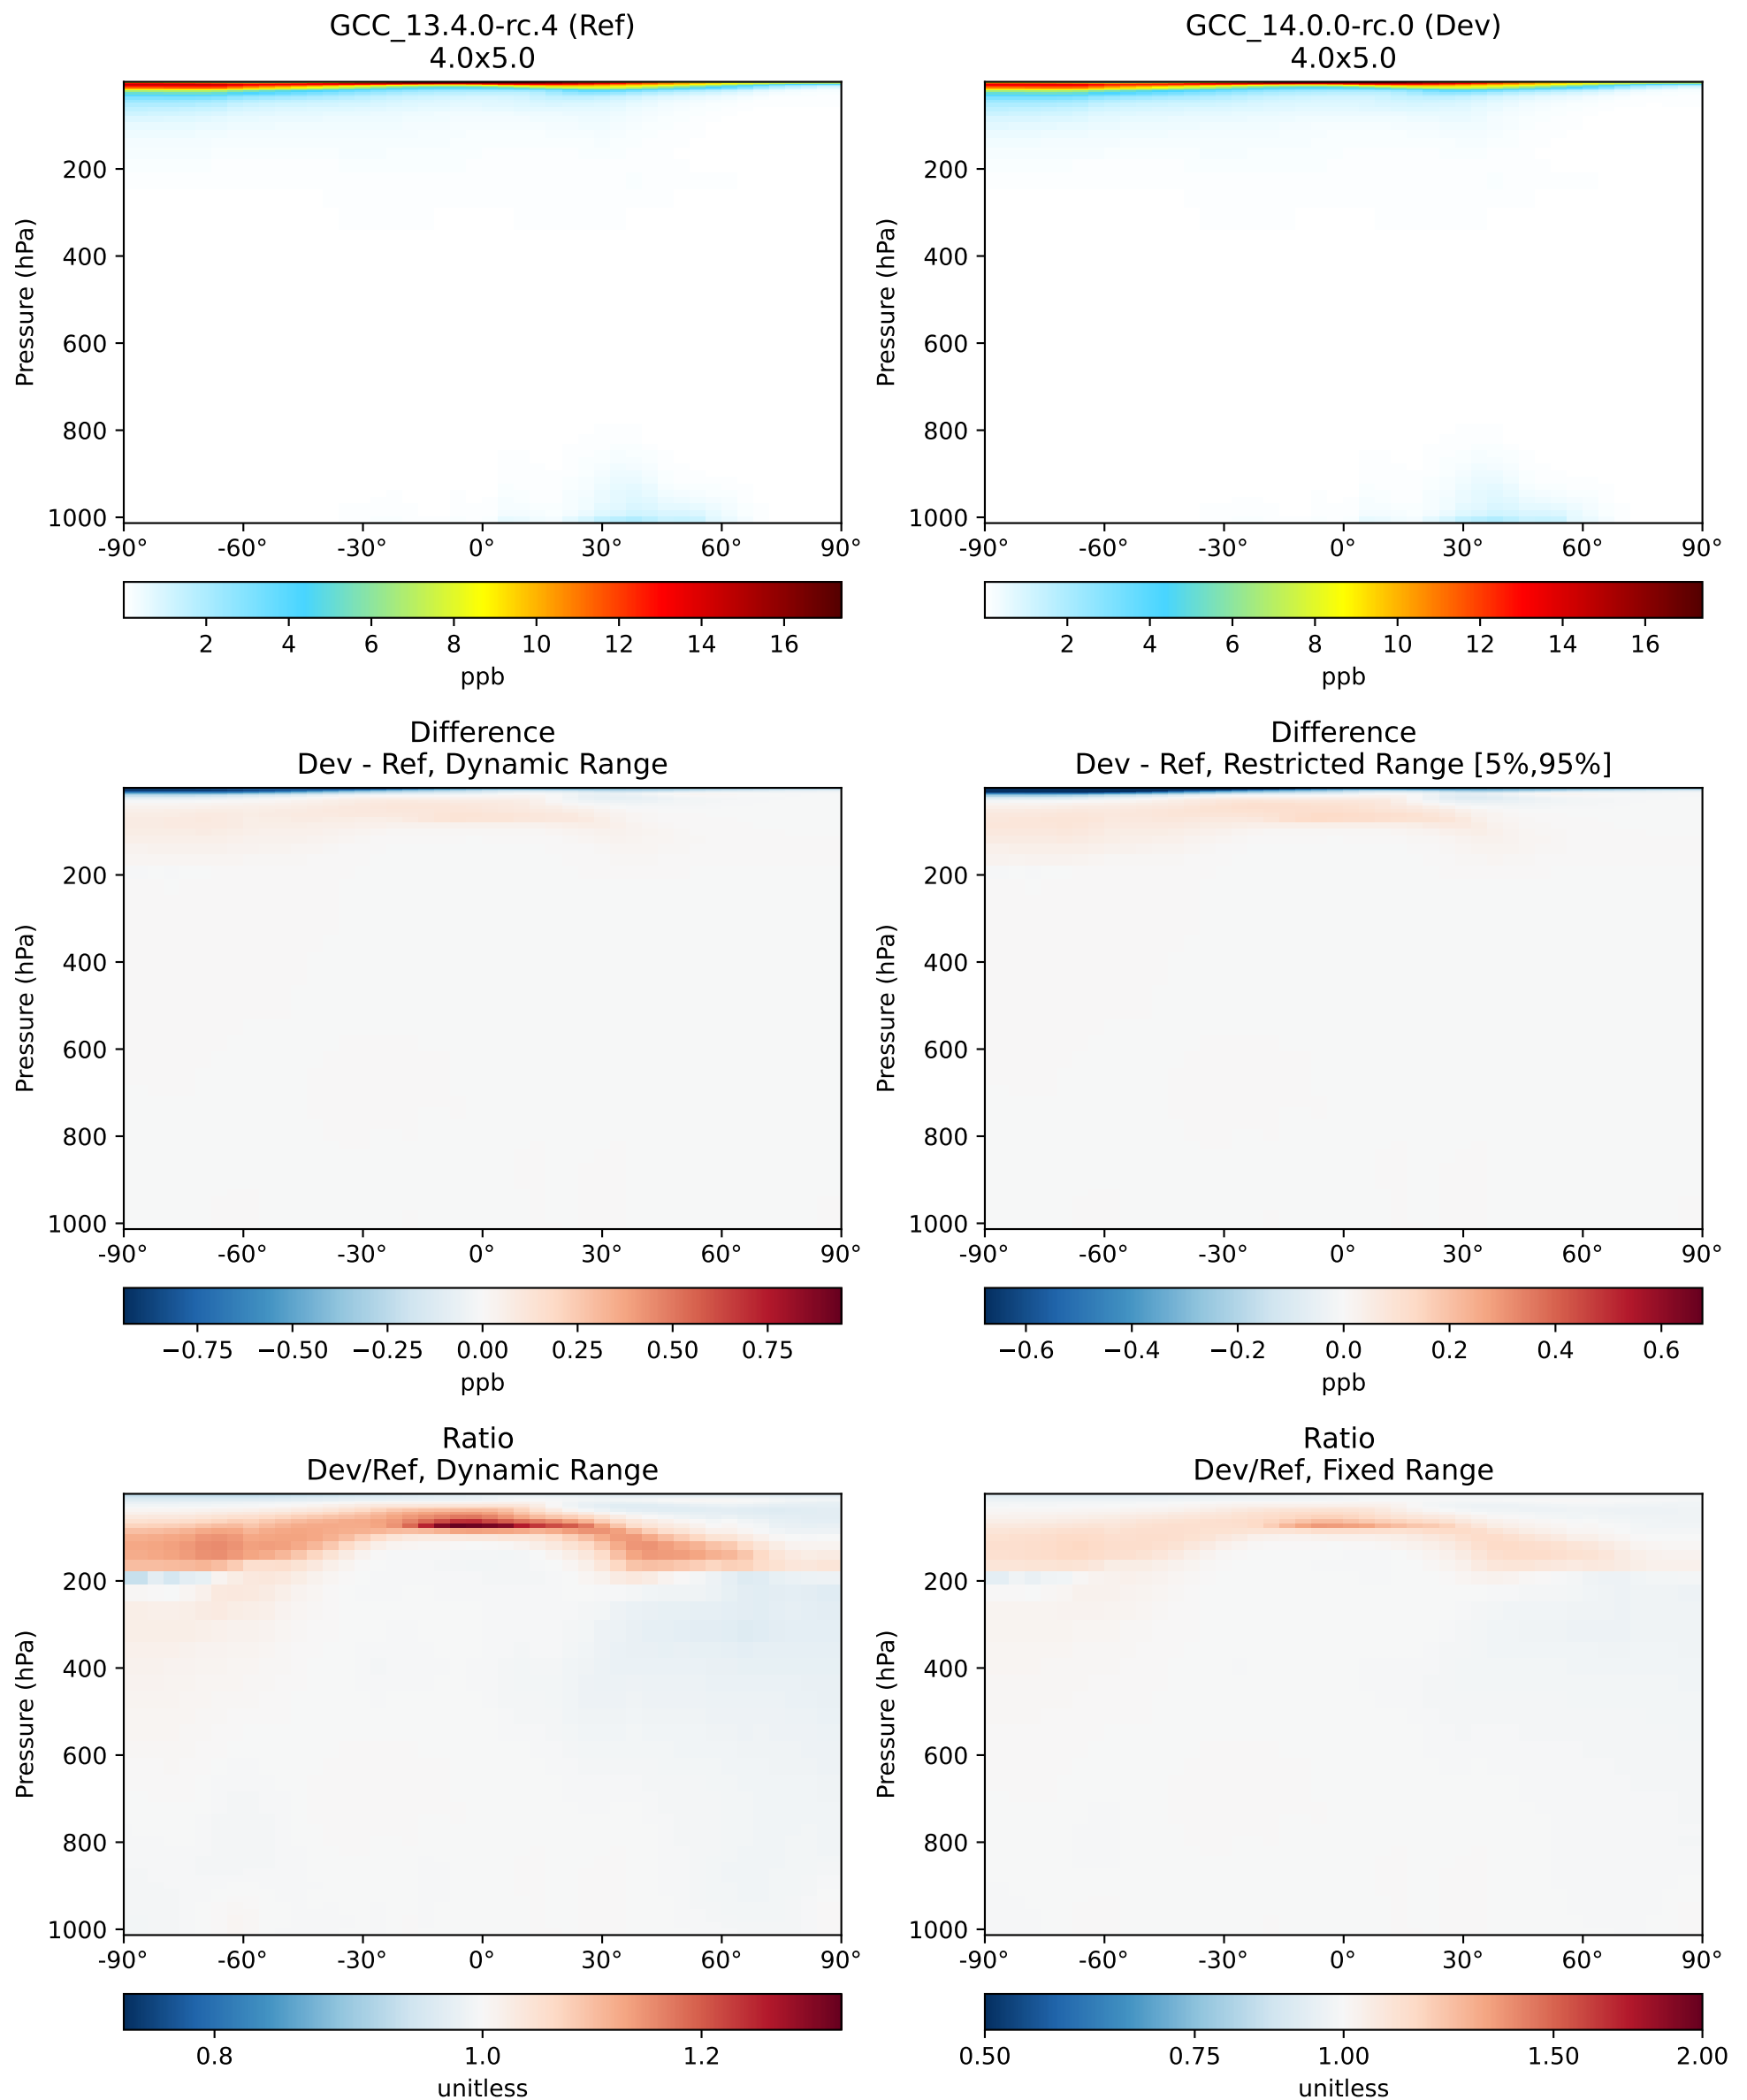 GCC_13.4.0-rc.4 (Ref)
4.0x5.0
Pressure (hPa)
200
400
600
800
1000
-90° -60° -30° 0° 30° 60° 90°
2 4 6 8 10 12 14 16
ppb
GCC_14.0.0-rc.0 (Dev)
4.0x5.0
Pressure (hPa)
200
400
600
800
1000
-90° -60° -30° 0° 30° 60° 90°
2 4 6 8 10 12 14 16
ppb
Difference
Dev - Ref, Dynamic Range
Pressure (hPa)
200
400
600
800
1000
-90° -60° -30° 0° 30° 60° 90°
−0.75 −0.50 −0.25 0.00 0.25 0.50 0.75
ppb
Difference
Dev - Ref, Restricted Range [5%,95%]
Pressure (hPa)
200
400
600
800
1000
-90° -60° -30° 0° 30° 60° 90°
−0.6 −0.4 −0.2 0.0 0.2 0.4 0.6
ppb
Ratio
Dev/Ref, Dynamic Range
Pressure (hPa)
200
400
600
800
1000
-90° -60° -30° 0° 30° 60° 90°
0.8 1.0 1.2
unitless
Ratio
Dev/Ref, Fixed Range
Pressure (hPa)
200
400
600
800
1000
-90° -60° -30° 0° 30° 60° 90°
0.50 0.75 1.00 1.50 2.00
unitless